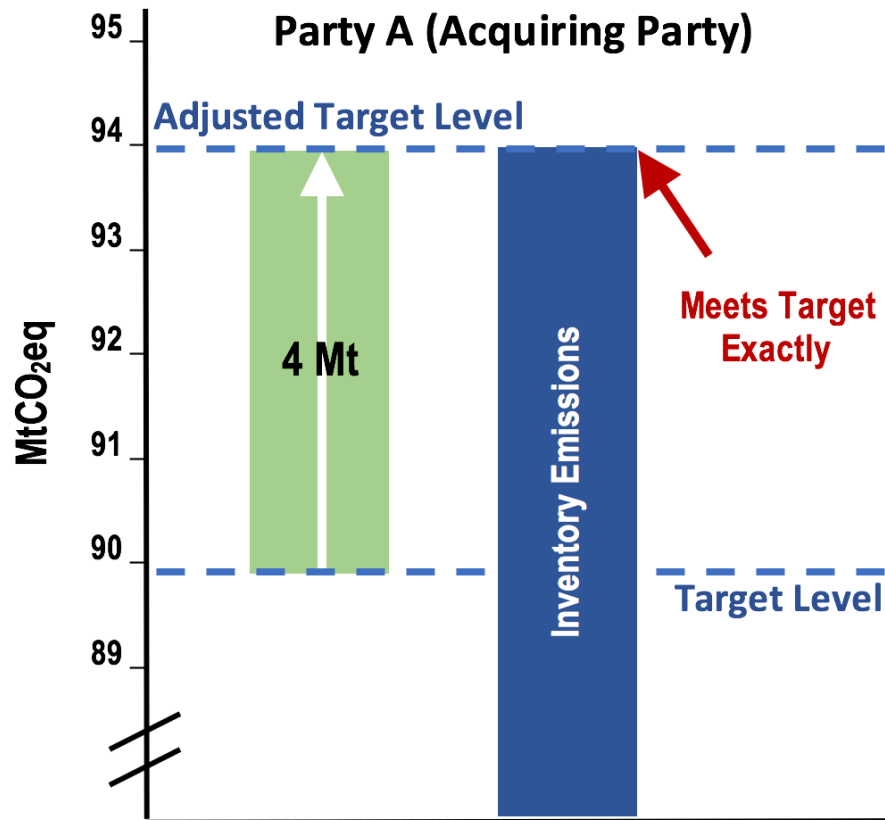 Party A (Acquiring Party)
95
Adjusted Target Level
94
93
Meets Target
Exactly
92
4 Mt
91
90
Target Level
89
MtCO₂eq
Inventory Emissions